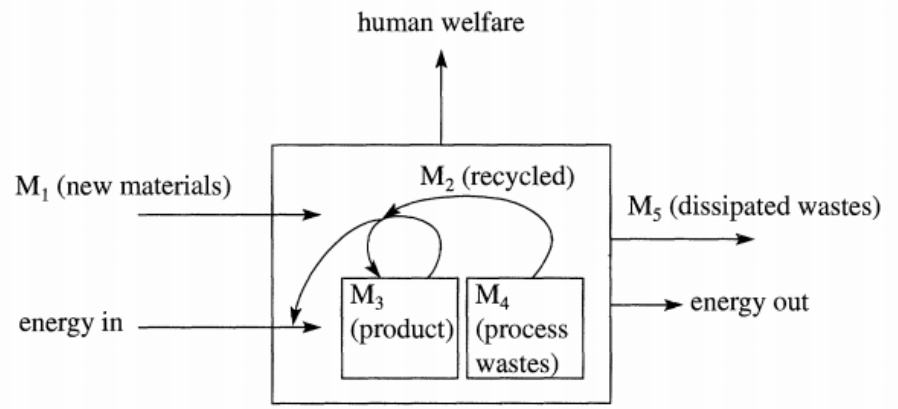 human welfare
M₁ (new materials)
M₂ (recycled)
M₅ (dissipated wastes)
energy in
M₃
(product)
M₄
(process
wastes)
energy out